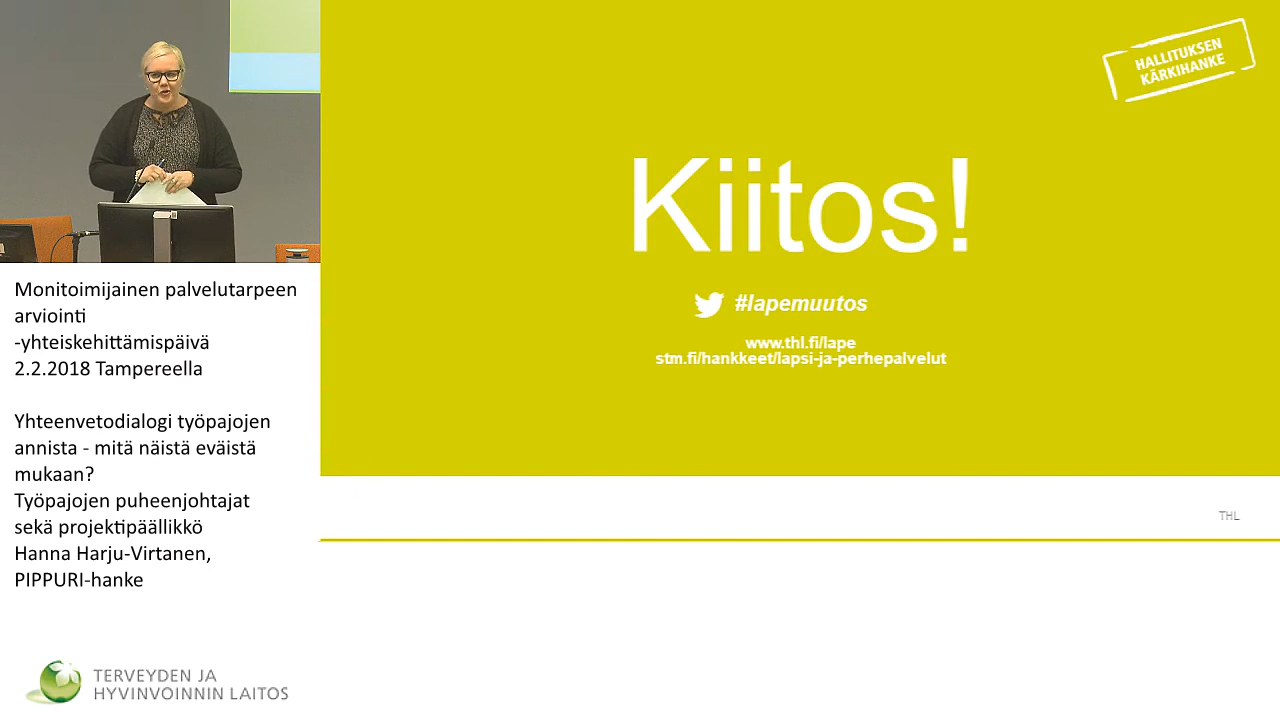 HALLITUKSEN
KÄRKIHANKE
Kiitos!
#lapemuutos
www.thl.fi/lape
stm.fi/hankkeet/lapsi-ja-perhepalvelut
THL
Monitoimijainen palvelutarpeen
arviointi
-yhteiskehittämispäivä
2.2.2018 Tampereella
Yhteenvetodialogi työpajojen
annista - mitä näistä eväistä
mukaan?
Työpajojen puheenjohtajat
sekä projektipäällikkö
Hanna Harju-Virtanen,
PIPPURI-hanke
TERVEYDEN JA
HYVINVOINNIN LAITOS